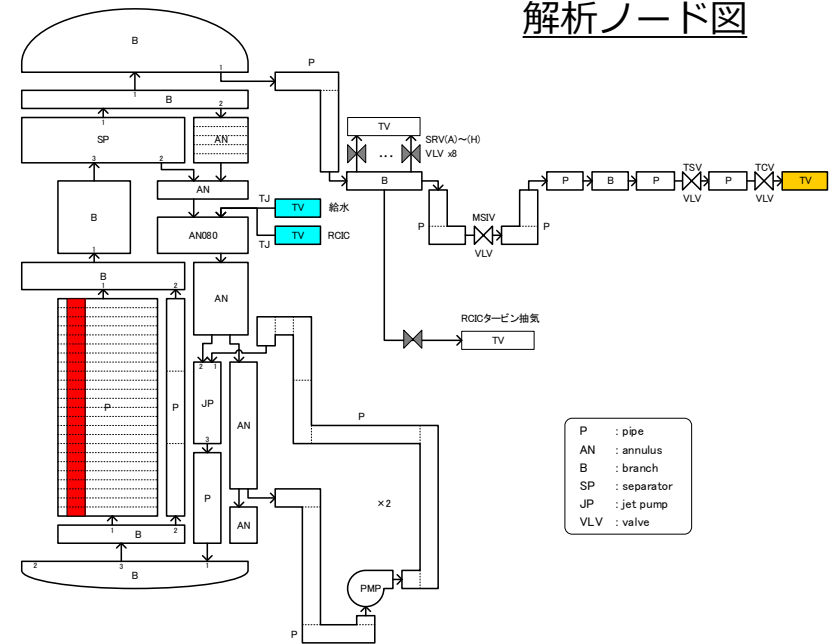 解析ノード図
B
1
P
1
B
2
1
SP
AN
3
2
TV
SRV(A)～(H)
VLV x8
...
B
AN
TJ
TV
給水
B
AN080
TJ
TV
RCIC
1
P
B
P
TSV
VLV
P
TCV
VLV
TV
P
MSIV
VLV
P
B
1
2
AN
RCICタービン抽気
TV
P
P
2
1
JP
3
AN
P
P
×2
AN
1
B
2
2
3
B
1
PMP
P
P : pipe
AN : annulus
B : branch
SP : separator
JP : jet pump
VLV : valve